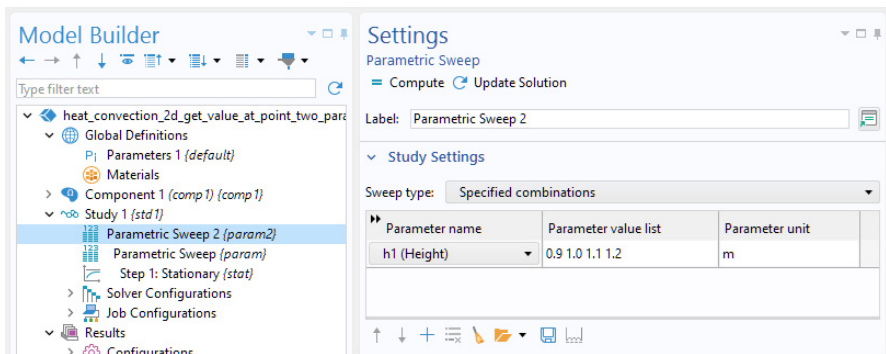 Model Builder
Type filter text
heat_convection_2d_get_value_at_point_two_para
Global Definitions
Pi Parameters 1 {default}
Materials
Component 1 (comp1) {comp1}
Study 1 {std1}
123 Parametric Sweep 2 {param2}
123 Parametric Sweep {param}
Step 1: Stationary {stat}
Solver Configurations
Job Configurations
Results
Configurations
Settings
Parametric Sweep
= Compute Update Solution
Label: Parametric Sweep 2
Study Settings
Sweep type: Specified combinations
Parameter name Parameter value list Parameter unit
h1 (Height) 0.9 1.0 1.1 1.2 m